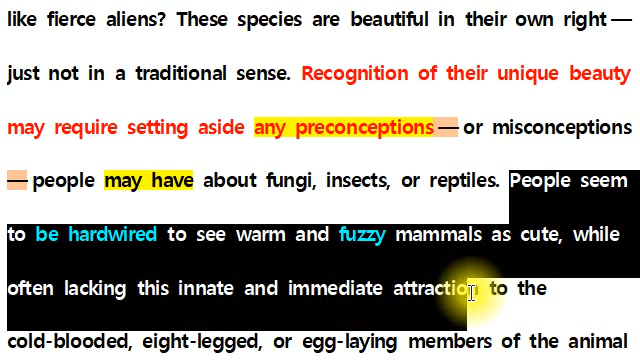 like fierce aliens? These species are beautiful in their own right —
just not in a traditional sense. Recognition of their unique beauty
may require setting aside any preconceptions — or misconceptions
— people may have about fungi, insects, or reptiles. People seem
to be hardwired to see warm and fuzzy mammals as cute, while
often lacking this innate and immediate attraction to the
cold-blooded, eight-legged, or egg-laying members of the animal